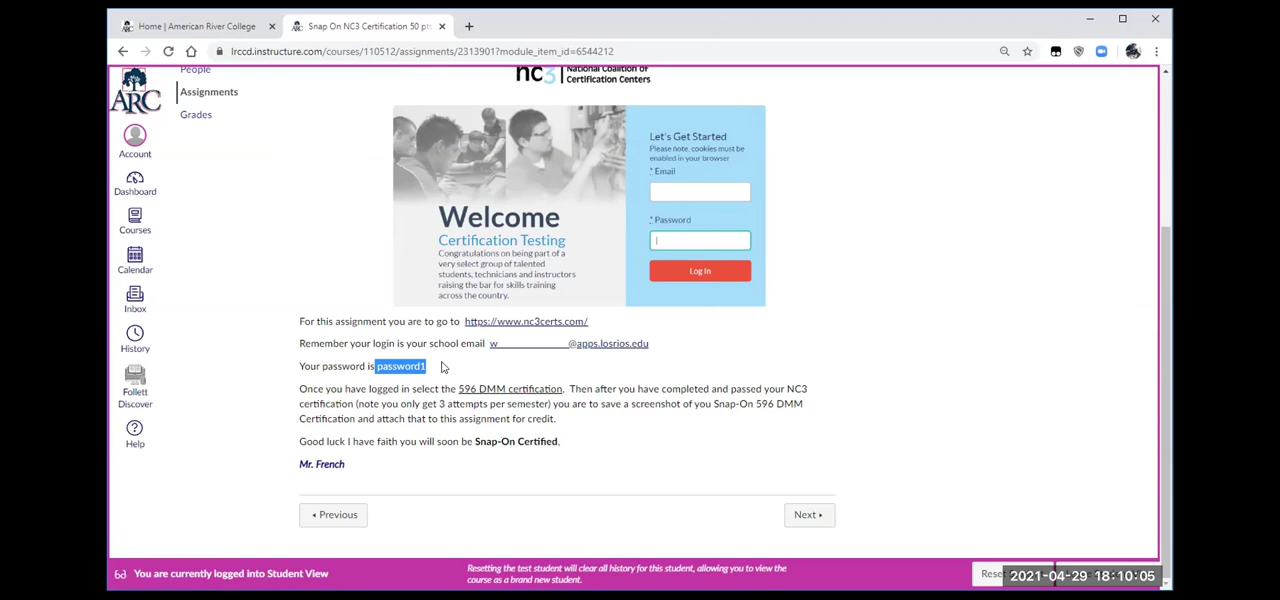 Home | American River College
Snap On NC3 Certification 50 pts
lrccd.instructure.com/courses/110512/assignments/2313901?module_item_id=6544212
ARC
People
Assignments
Grades
Account
Dashboard
Courses
Calendar
Inbox
History
Follett
Discover
Help
nc3
National Coalition of
Certification Centers
Welcome
Certification Testing
Congratulations on being part of a
very select group of talented
students, technicians and instructors
raising the bar for skills training
across the country.
Let's Get Started
Please note, cookies must be
enabled in your browser
* Email
* Password
Log In
For this assignment you are to go to https://www.nc3certs.com/
Remember your login is your school email w____________@apps.losrios.edu
Your password is password1
Once you have logged in select the 596 DMM certification. Then after you have completed and passed your NC3
certification (note you only get 3 attempts per semester) you are to save a screenshot of you Snap-On 596 DMM
Certification and attach that to this assignment for credit.
Good luck I have faith you will soon be Snap-On Certified,
Mr. French
Previous
Next
You are currently logged into Student View
Resetting the test student will clear all history for this student, allowing you to view the
course as a brand new student.
2021-04-29 18:10:05